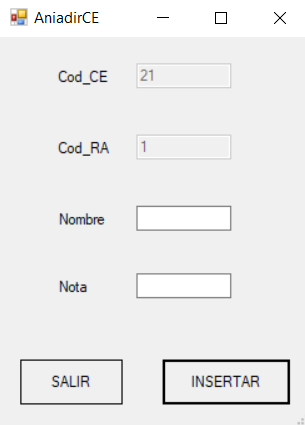 AniadirCE
Cod_CE 21
Cod_RA 1
Nombre
Nota
SALIR INSERTAR